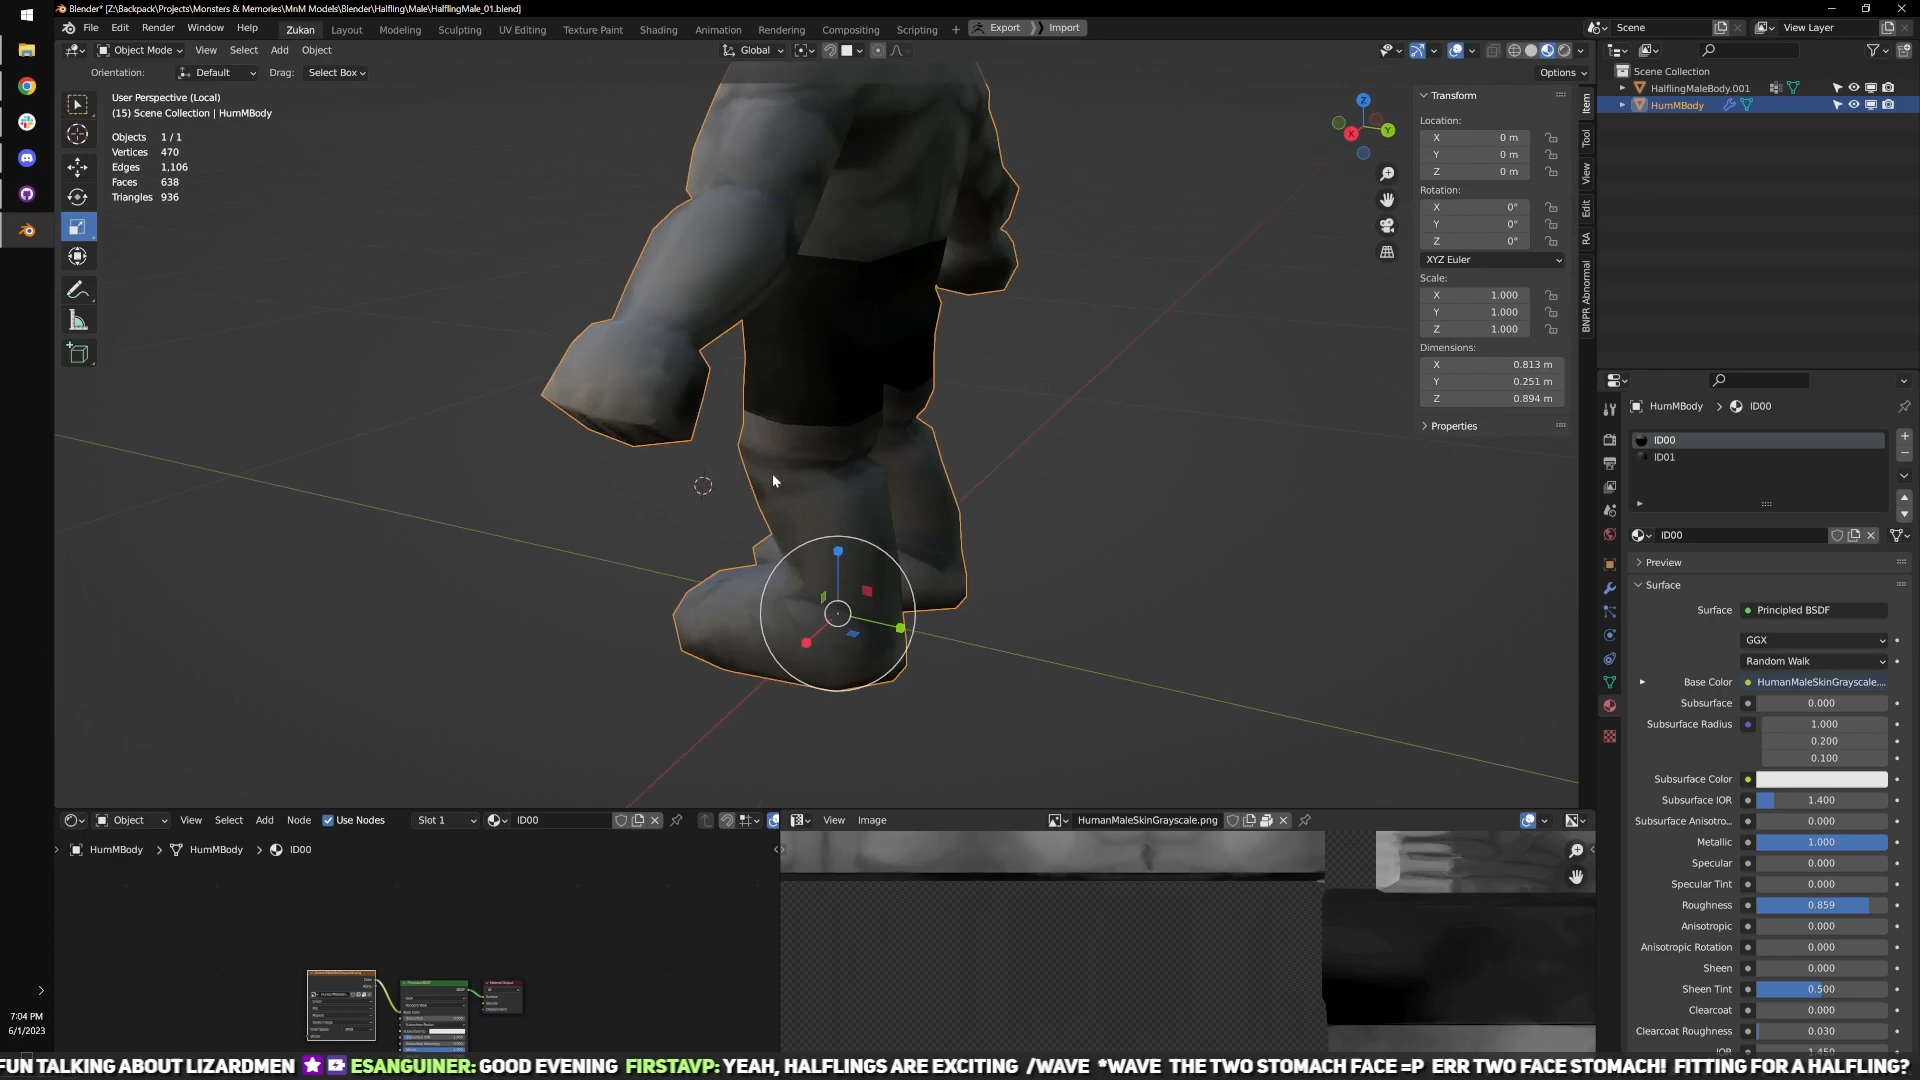 Blender* [Z:\Backpack\Projects\Monsters & Memories\MnM Models\Blender\Halfling\Male\HalflingMale_01.blend]
File Edit Render Window Help Zukan Layout Modeling Sculpting UV Editing Texture Paint Shading Animation Rendering Compositing Scripting + Export Import Scene View Layer
Object Mode View Select Add Object Global
Orientation: Default Drag: Select Box Options
User Perspective (Local)
(15) Scene Collection | HumMBody
Objects 1 / 1
Vertices 470
Edges 1,106
Faces 638
Triangles 936
Z
Y
X
Transform
Location:
X 0 m
Y 0 m
Z 0 m
Rotation:
X 0°
Y 0°
Z 0°
XYZ Euler
Scale:
X 1.000
Y 1.000
Z 1.000
Dimensions:
X 0.813 m
Y 0.251 m
Z 0.894 m
Properties
Item
Tool
View
Edit
RA
BNPR Abnormal
Scene Collection
HalflingMaleBody.001
HumMBody
HumMBody > ID00
ID00
ID01
ID00
Preview
Surface
Surface Principled BSDF
GGX
Random Walk
Base Color HumanMaleSkinGrayscale....
Subsurface 0.000
Subsurface Radius 1.000
0.200
0.100
Subsurface Color
Subsurface IOR 1.400
Subsurface Anisotro... 0.000
Metallic 1.000
Specular 0.000
Specular Tint 0.000
Roughness 0.859
Anisotropic 0.000
Anisotropic Rotation 0.000
Sheen 0.000
Sheen Tint 0.500
Clearcoat 0.000
Clearcoat Roughness 0.030
IOR 1.450
Object View Select Add Node Use Nodes Slot 1 ID00
HumMBody > HumMBody > ID00
View Image HumanMaleSkinGrayscale.png
7:04 PM
6/1/2023
FUN TALKING ABOUT LIZARDMEN ESANGUINER: GOOD EVENING FIRSTAVP: YEAH, HALFLINGS ARE EXCITING /WAVE *WAVE THE TWO STOMACH FACE =P ERR TWO FACE STOMACH! FITTING FOR A HALFLING?